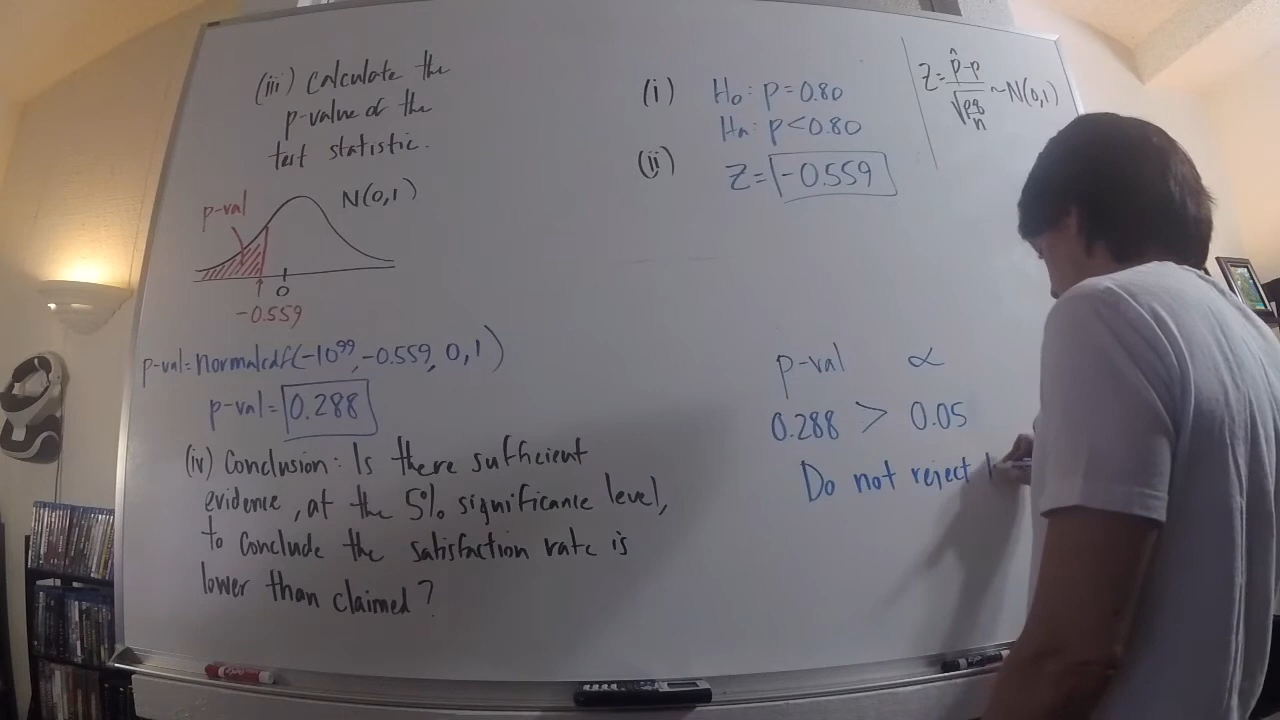 (iii) Calculate the
p-value of the
test statistic.
p-val
N(0,1)
0
-0.559
p-val=normalcdf(-10⁹⁹, -0.559, 0, 1)
p-val= 0.288
(iv) Conclusion: Is there sufficient
evidence, at the 5% significance level,
to conclude the satisfaction rate is
lower than claimed?
(i) H₀: p=0.80
Hₐ: p<0.80
(ii) Z= -0.559
Z= p̂-p / √pq/n ~N(0,1)
p-val α
0.288 > 0.05
Do not reject